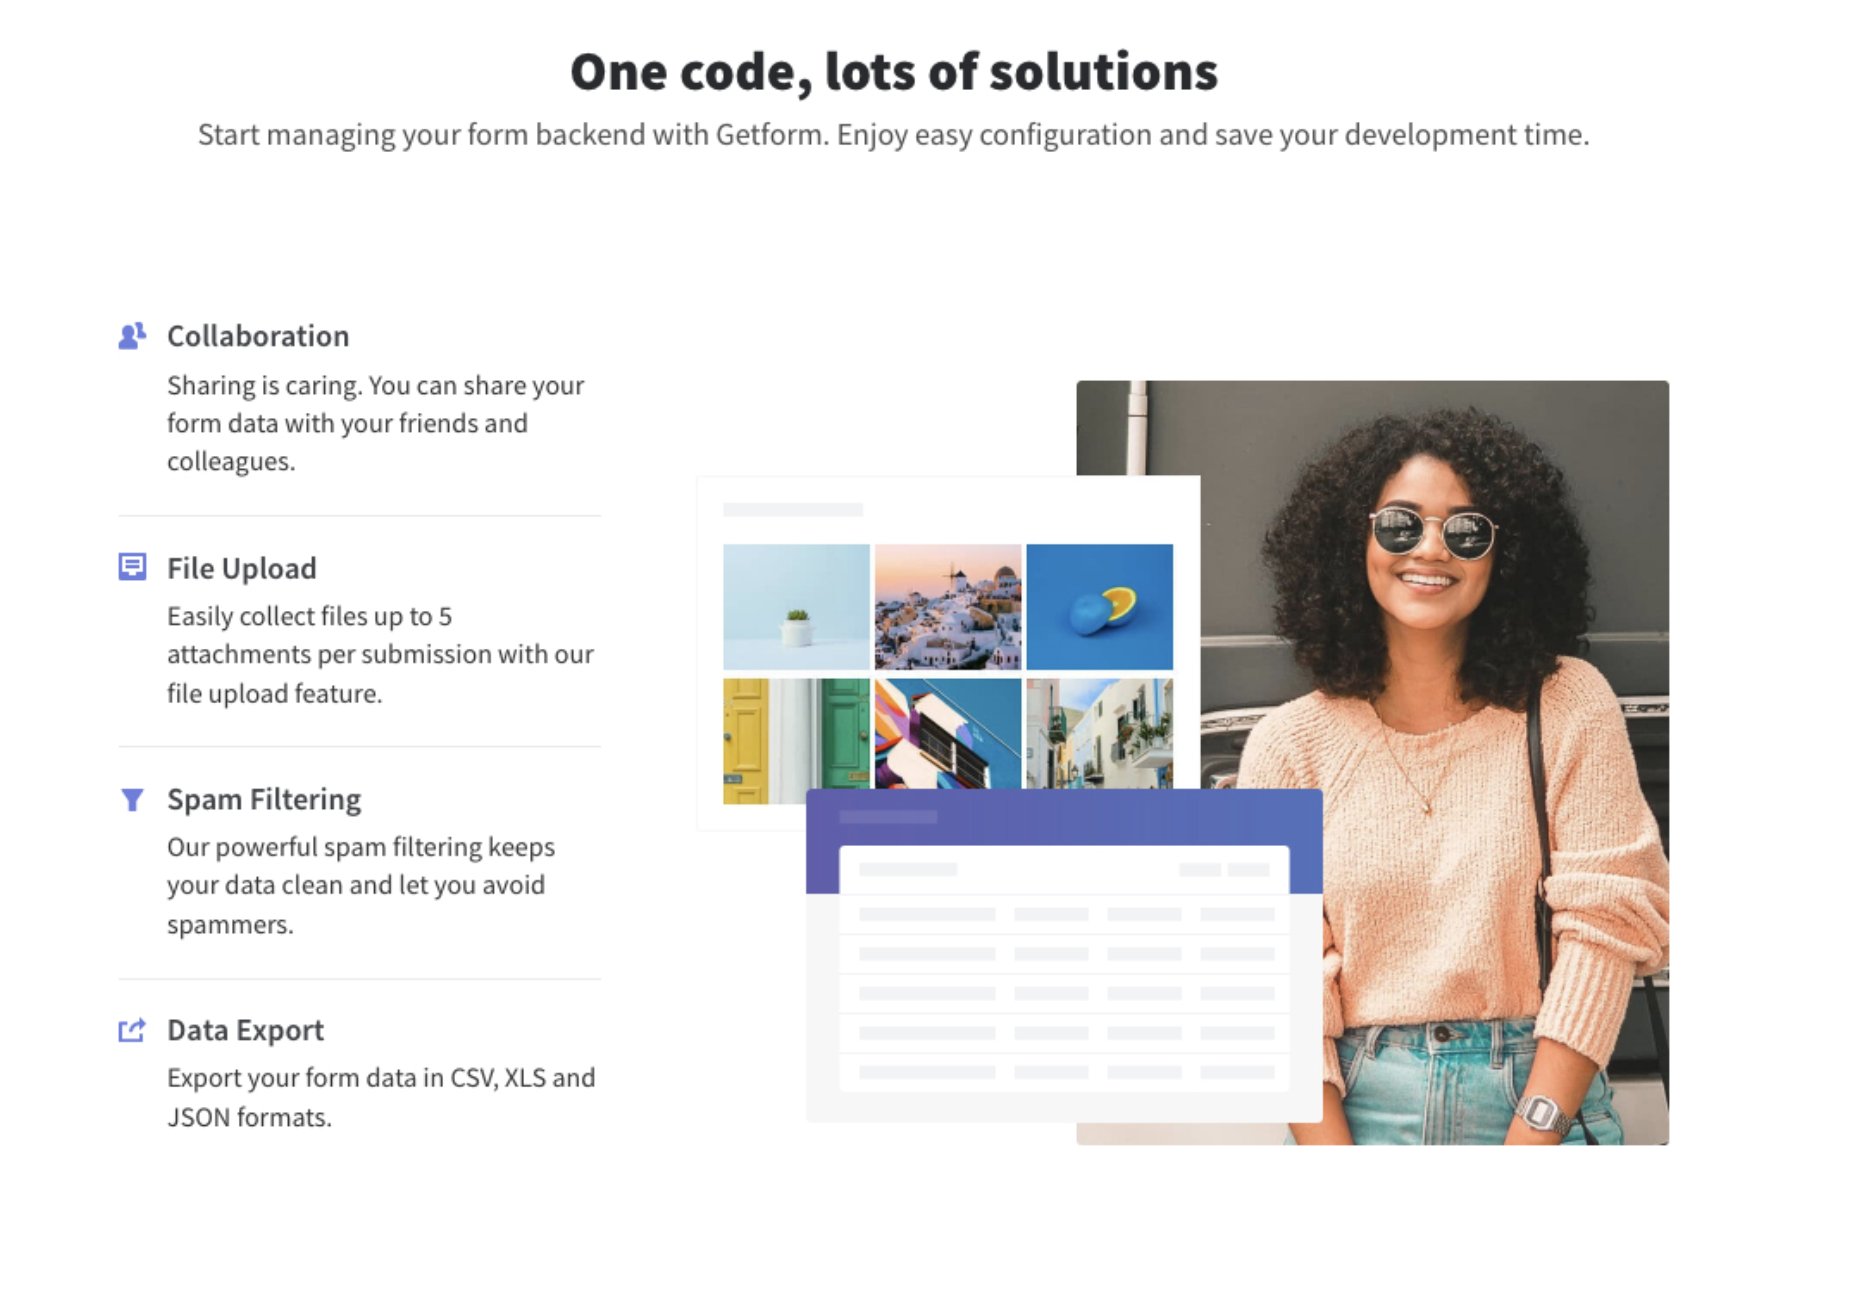 One code, lots of solutions
Start managing your form backend with Getform. Enjoy easy configuration and save your development time.
Collaboration
Sharing is caring. You can share your
form data with your friends and
colleagues.
File Upload
Easily collect files up to 5
attachments per submission with our
file upload feature.
Spam Filtering
Our powerful spam filtering keeps
your data clean and let you avoid
spammers.
Data Export
Export your form data in CSV, XLS and
JSON formats.